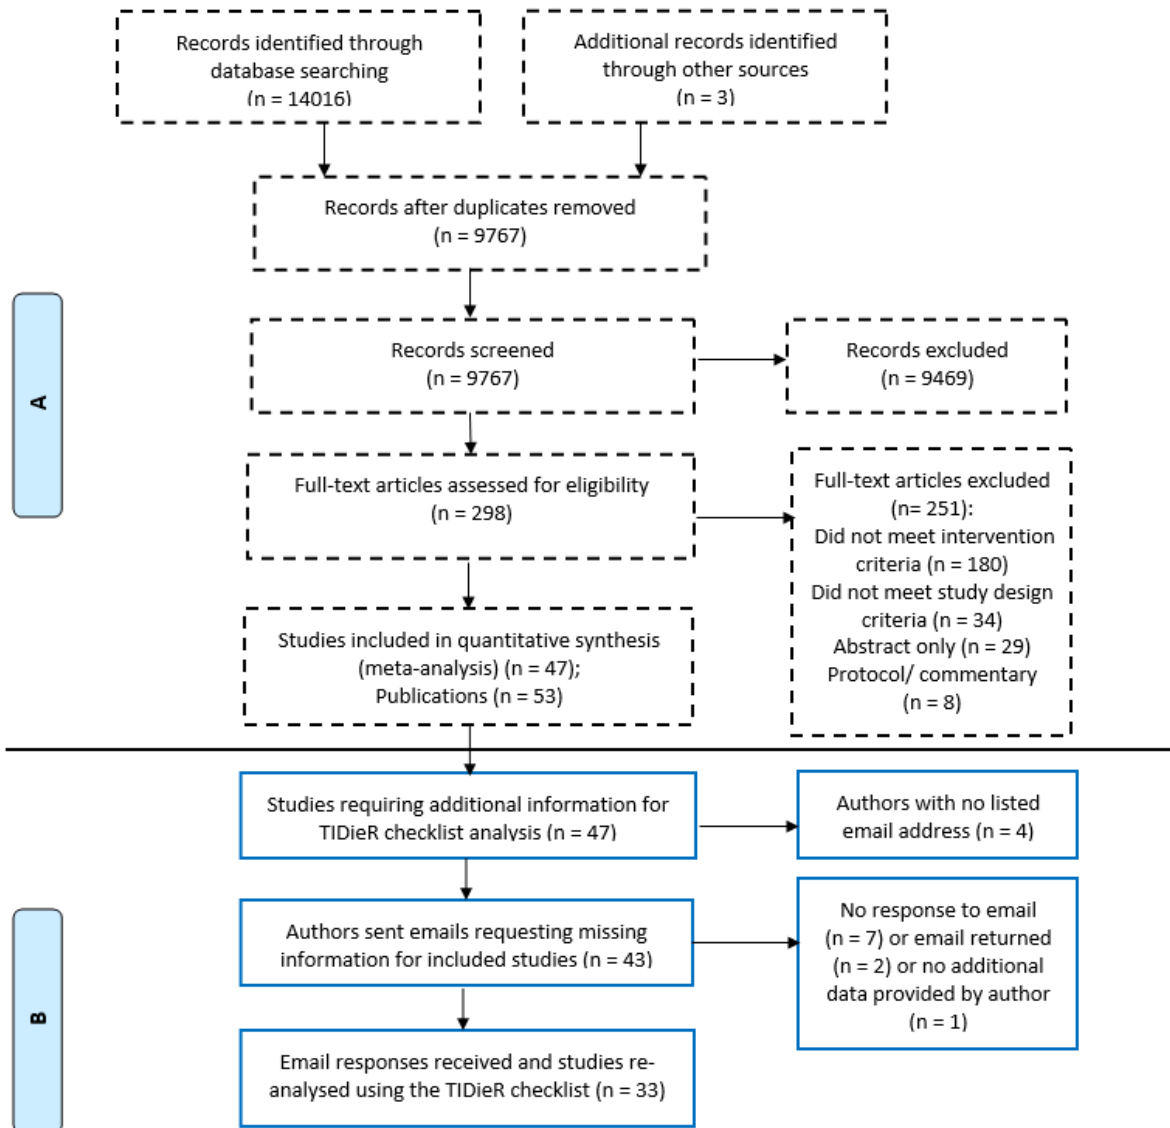 Records identified through
database searching
(n = 14016)
Additional records identified
through other sources
(n = 3)
Records after duplicates removed
(n = 9767)
Records screened
(n = 9767)
Records excluded
(n = 9469)
A
Full-text articles assessed for eligibility
(n = 298)
Full-text articles excluded
(n= 251):
Did not meet intervention
criteria (n = 180)
Did not meet study design
criteria (n = 34)
Abstract only (n = 29)
Protocol/ commentary
(n = 8)
Studies included in quantitative synthesis
(meta-analysis) (n = 47);
Publications (n = 53)
Studies requiring additional information for
TIDieR checklist analysis (n = 47)
Authors with no listed
email address (n = 4)
B
Authors sent emails requesting missing
information for included studies (n = 43)
No response to email
(n = 7) or email returned
(n = 2) or no additional
data provided by author
(n = 1)
Email responses received and studies re-
analysed using the TIDieR checklist (n = 33)